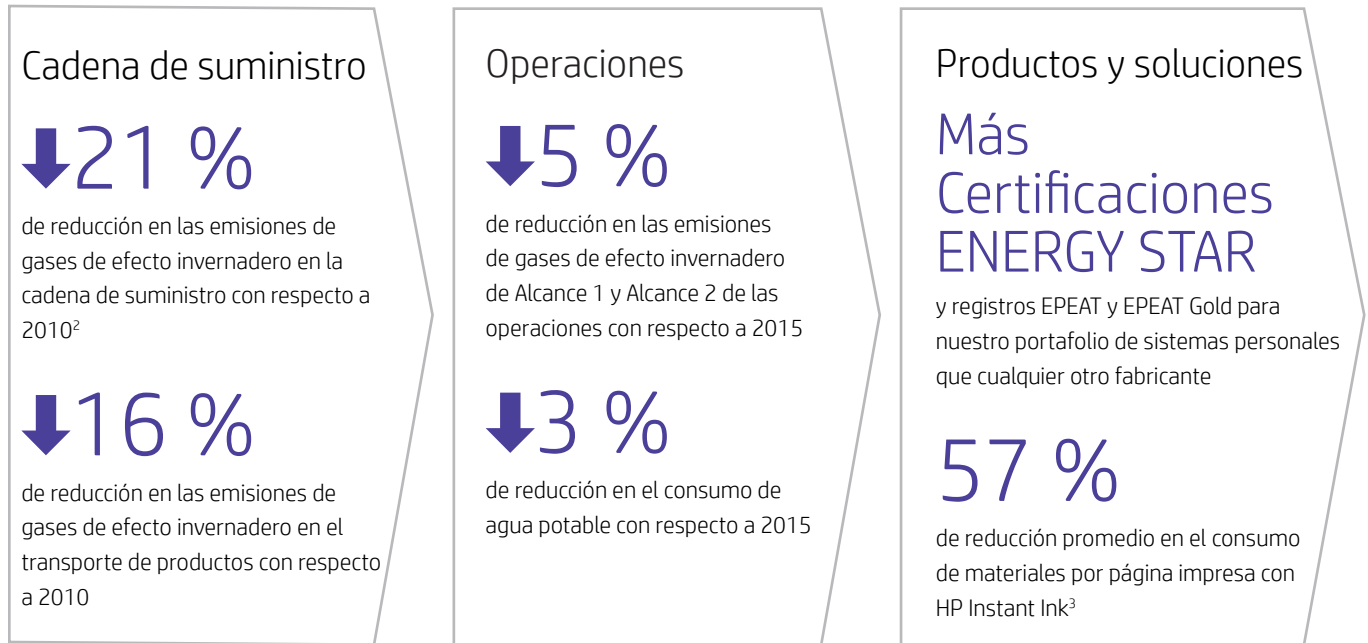 Cadena de suministro
21 %
de reducción en las emisiones de
gases de efecto invernadero en la
cadena de suministro con respecto a
2010²
16 %
de reducción en las emisiones de
gases de efecto invernadero en el
transporte de productos con respecto
a 2010
Operaciones
5 %
de reducción en las emisiones
de gases de efecto invernadero
de Alcance 1 y Alcance 2 de las
operaciones con respecto a 2015
3 %
de reducción en el consumo de
agua potable con respecto a 2015
Productos y soluciones
Más
Certificaciones
ENERGY STAR
y registros EPEAT y EPEAT Gold para
nuestro portafolio de sistemas personales
que cualquier otro fabricante
57 %
de reducción promedio en el consumo
de materiales por página impresa con
HP Instant Ink³